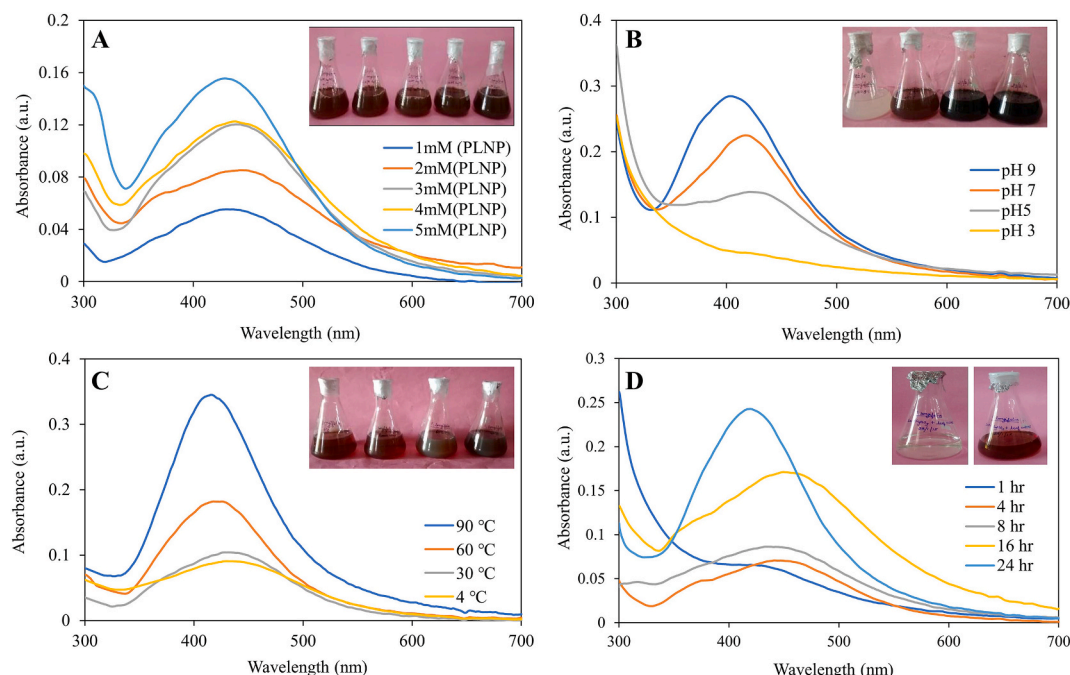 A
Absorbance (a.u.)
0.2
0.16
0.12
0.08
0.04
0
300
400
500
600
700
Wavelength (nm)
1mM (PLNP)
2mM(PLNP)
3mM(PLNP)
4mM(PLNP)
5mM(PLNP)
B
Absorbance (a.u.)
0.4
0.3
0.2
0.1
0
300
400
500
600
700
Wavelength (nm)
pH 9
pH 7
pH5
pH 3
C
Absorbance (a.u.)
0.4
0.3
0.2
0.1
0
300
400
500
600
700
Wavelength (nm)
90 °C
60 °C
30 °C
4 °C
D
Absorbance (a.u.)
0.3
0.25
0.2
0.15
0.1
0.05
0
300
400
500
600
700
Wavelength (nm)
1 hr
4 hr
8 hr
16 hr
24 hr